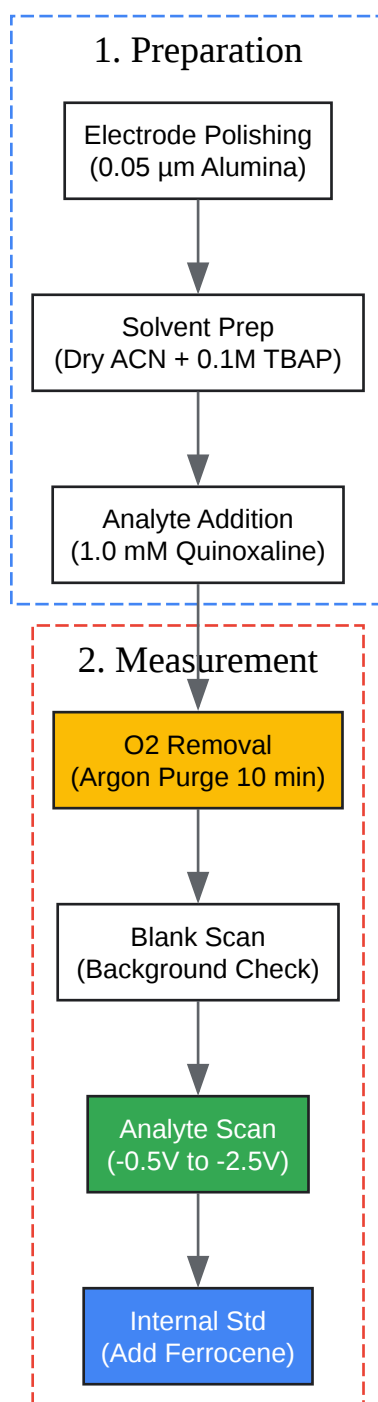 1. Preparation
Electrode Polishing
(0.05 µm Alumina)
Solvent Prep
(Dry ACN + 0.1M TBAP)
Analyte Addition
(1.0 mM Quinoxaline)
2. Measurement
O2 Removal
(Argon Purge 10 min)
Blank Scan
(Background Check)
Analyte Scan
(-0.5V to -2.5V)
Internal Std
(Add Ferrocene)